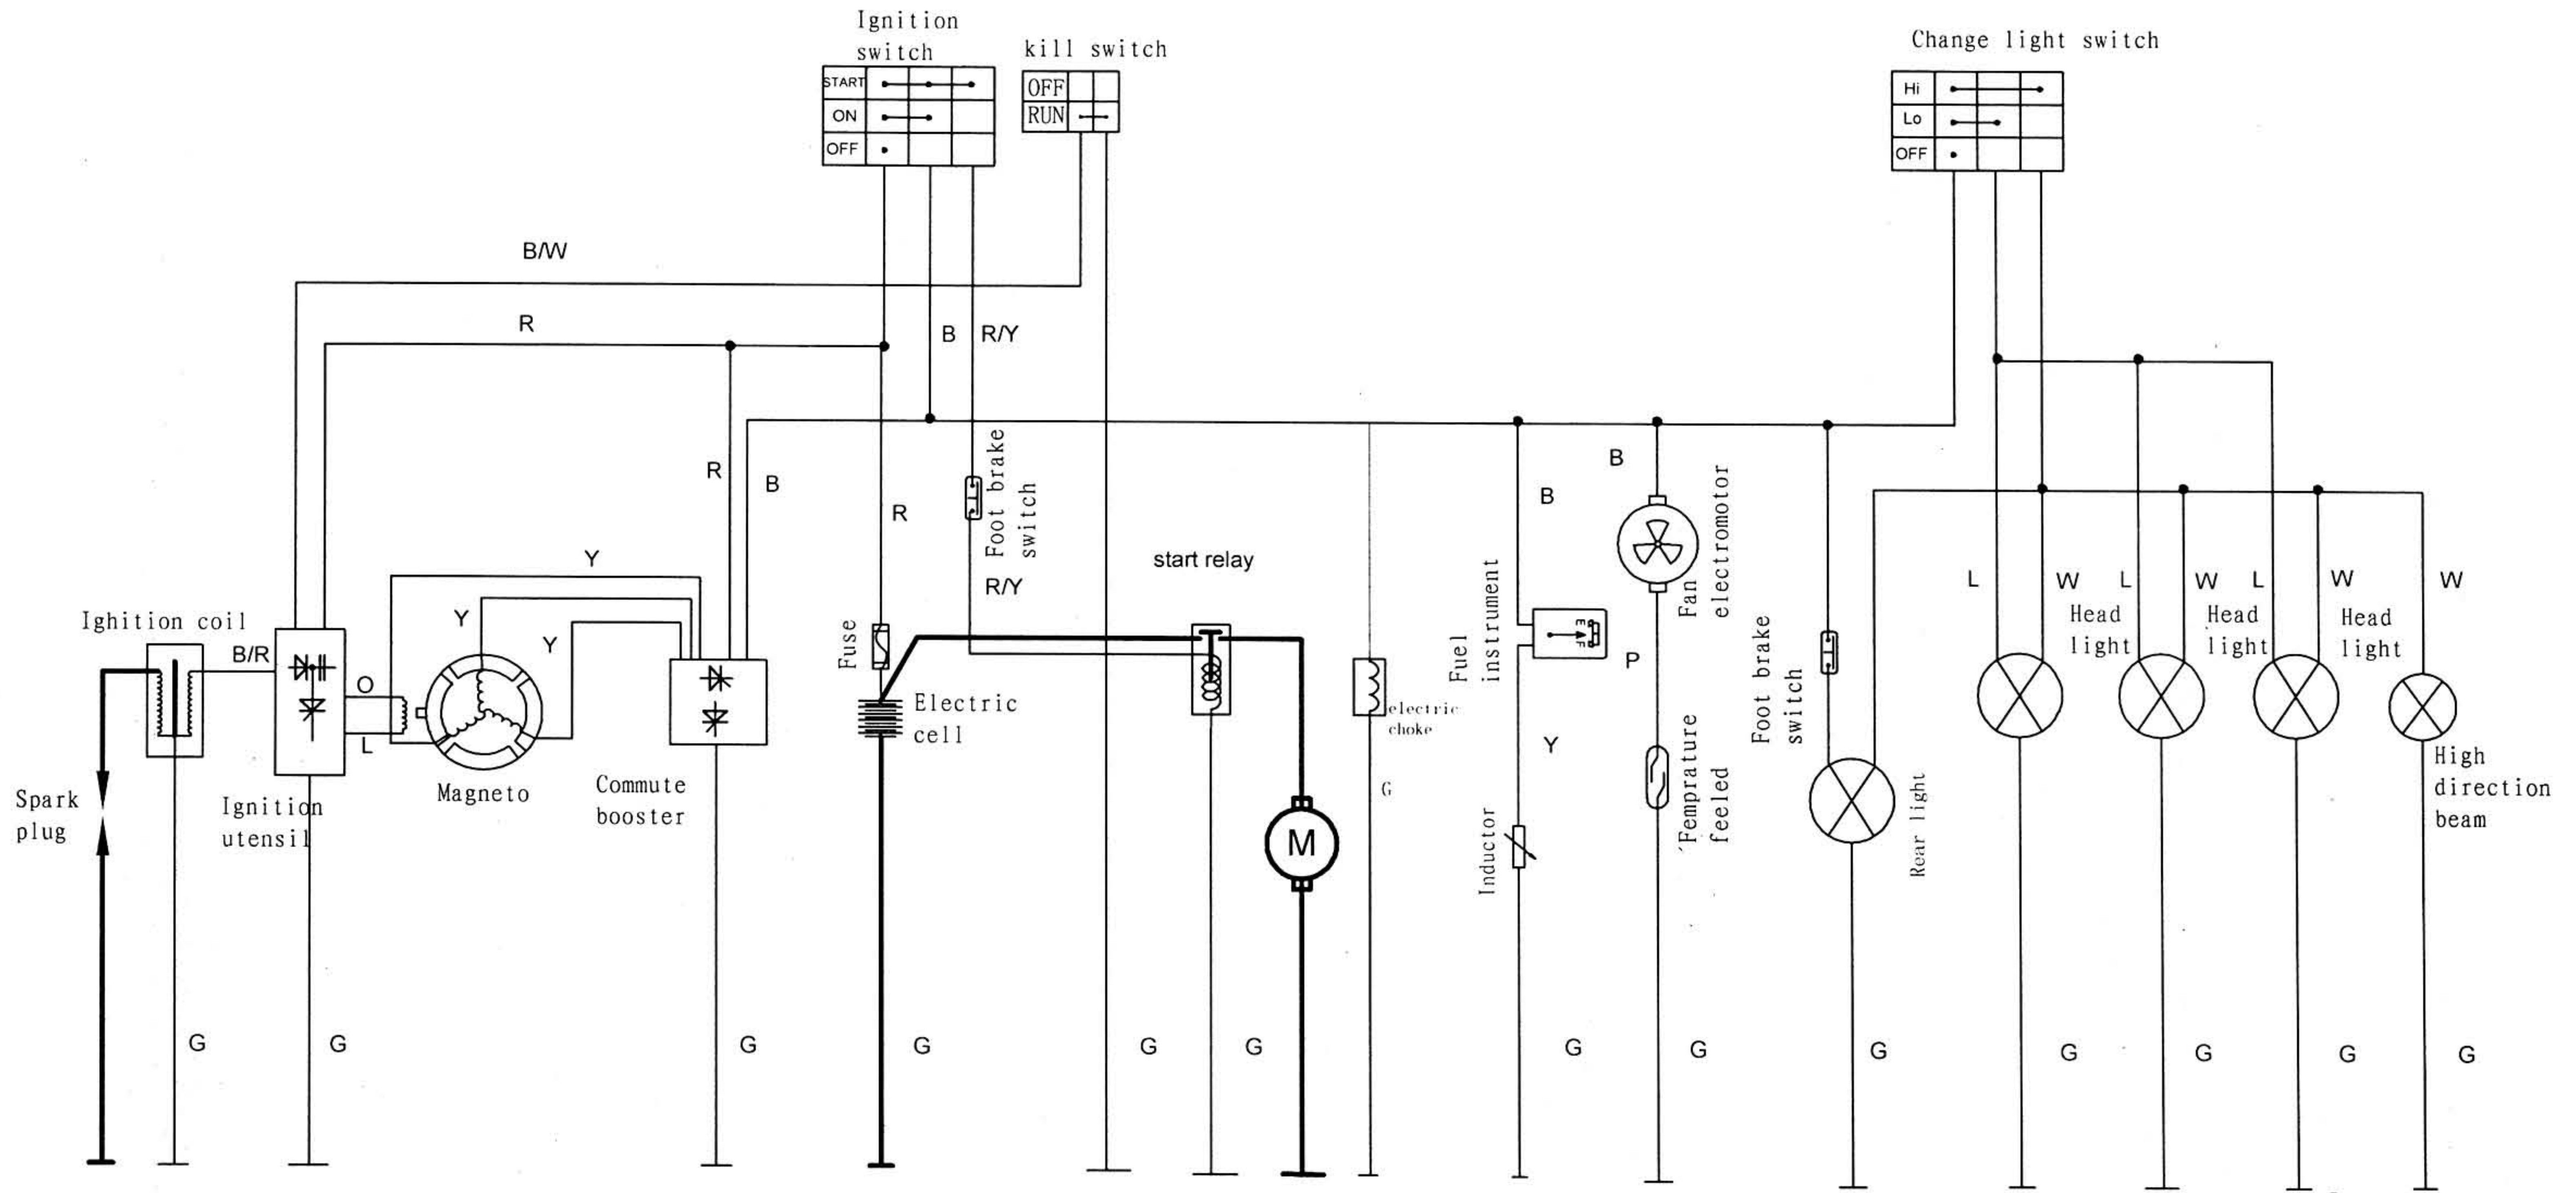 Ignition
switch
kill switch
Change light switch
START
ON
OFF
OFF
RUN
Hi
Lo
OFF
B/W
R
B
R/Y
R
B
R
Foot brake
switch
R/Y
start relay
Y
Y
Y
Ighition coil
B/R
O
L
Spark
plug
Ignition
utensil
Magneto
Commute
booster
Fuse
Electric
cell
M
electric
choke
G
B
B
Fuel
instrument
E
F
Y
Inductor
Fan
electromotor
P
Femprature
feeled
Foot brake
switch
Rear light
L
W
L
W
L
W
W
Head
light
Head
light
Head
light
High
direction
beam
G
G
G
G
G
G
G
G
G
G
G
G
G